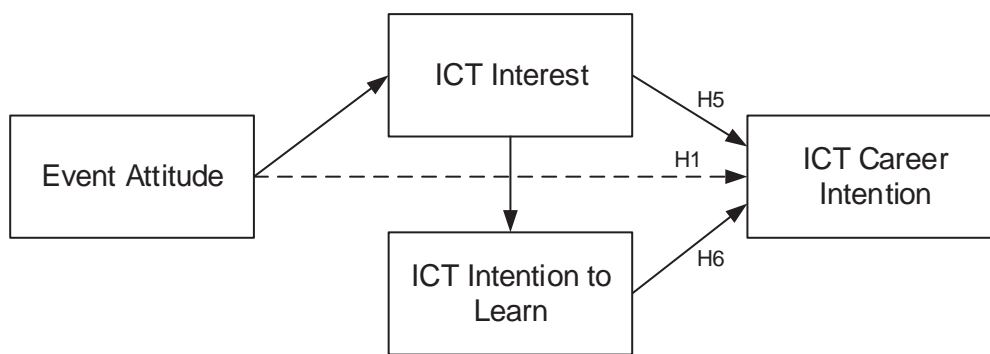 ICT Interest
H5
Event Attitude
H1
ICT Career
Intention
ICT Intention to
Learn
H6